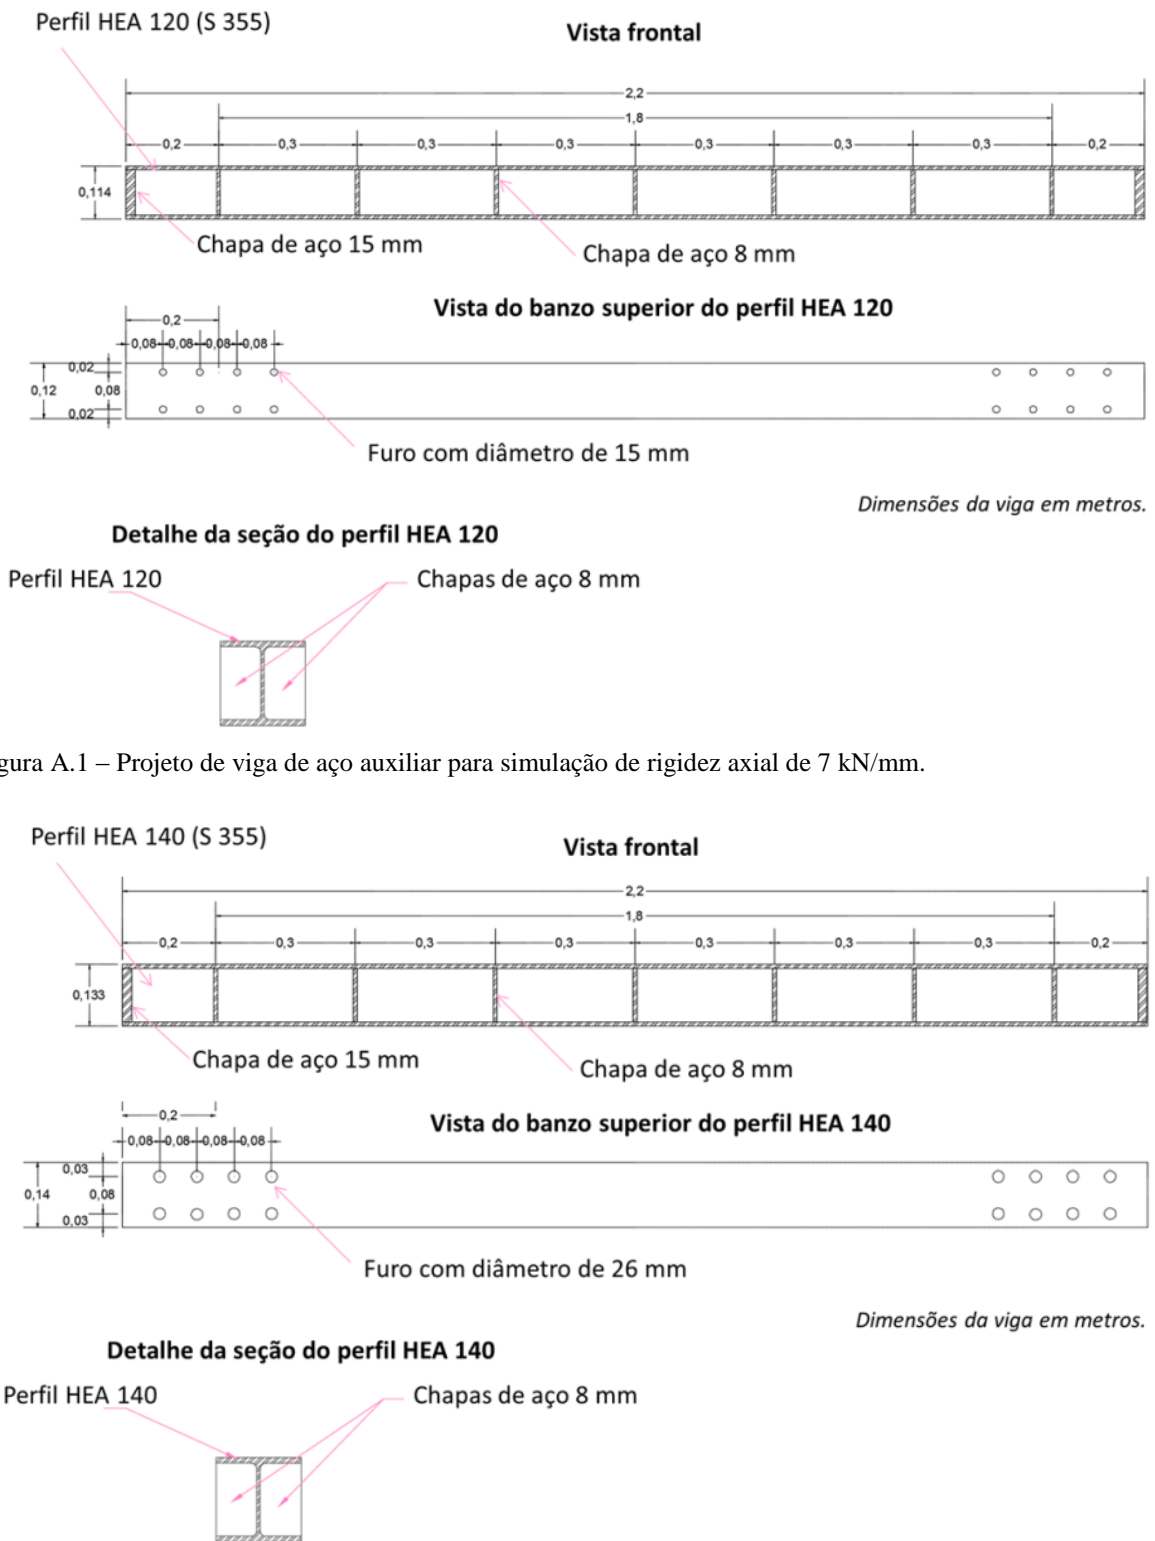 Perfil HEA 120 (S 355)
Vista frontal
2,2
1,8
0,2 0,3 0,3 0,3 0,3 0,3 0,3 0,2
0,114
Chapa de aço 15 mm
Chapa de aço 8 mm
Vista do banzo superior do perfil HEA 120
0,2
0,08 0,08 0,08 0,08
0,02
0,12 0,08
0,02
Furo com diâmetro de 15 mm
Dimensões da viga em metros.
Detalhe da seção do perfil HEA 120
Perfil HEA 120
Chapas de aço 8 mm
gura A.1 – Projeto de viga de aço auxiliar para simulação de rigidez axial de 7 kN/mm.
Perfil HEA 140 (S 355)
Vista frontal
2,2
1,8
0,2 0,3 0,3 0,3 0,3 0,3 0,3 0,2
0,133
Chapa de aço 15 mm
Chapa de aço 8 mm
Vista do banzo superior do perfil HEA 140
0,2
0,08 0,08 0,08 0,08
0,03
0,14 0,08
0,03
Furo com diâmetro de 26 mm
Dimensões da viga em metros.
Detalhe da seção do perfil HEA 140
Perfil HEA 140
Chapas de aço 8 mm